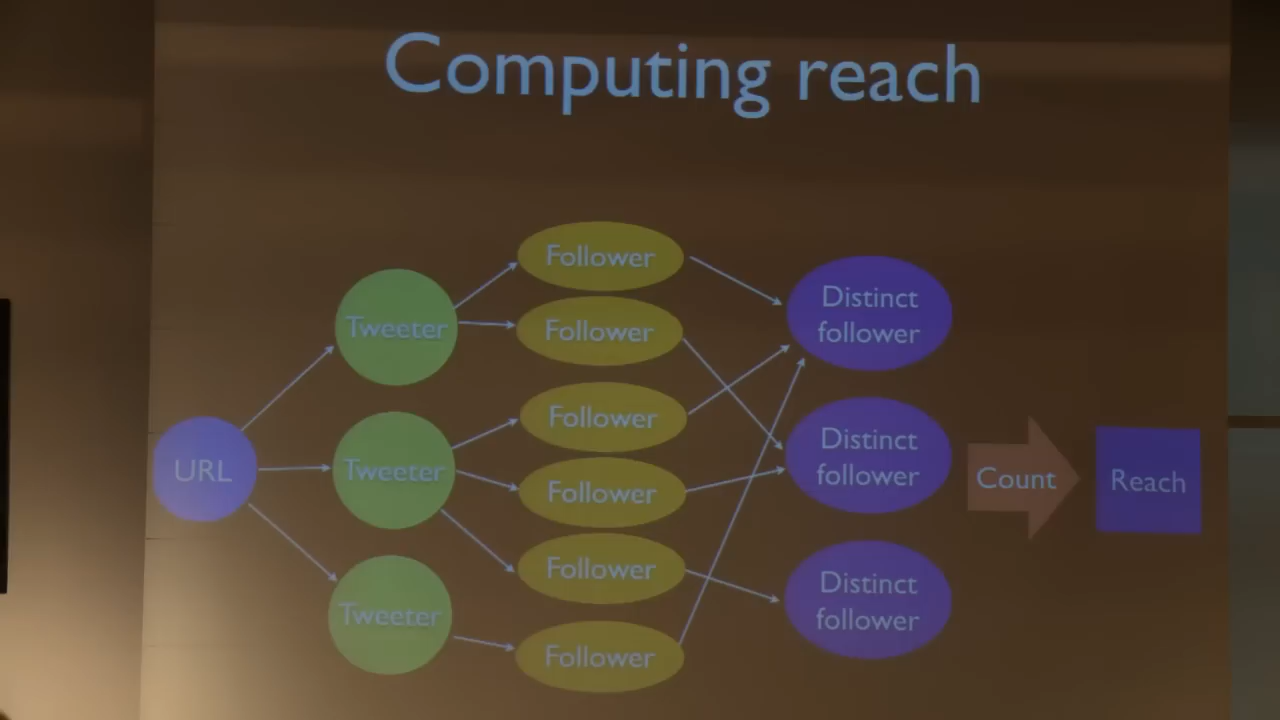 Computing reach
URL
Tweeter
Tweeter
Tweeter
Follower
Follower
Follower
Follower
Follower
Follower
Distinct
follower
Distinct
follower
Distinct
follower
Count
Reach